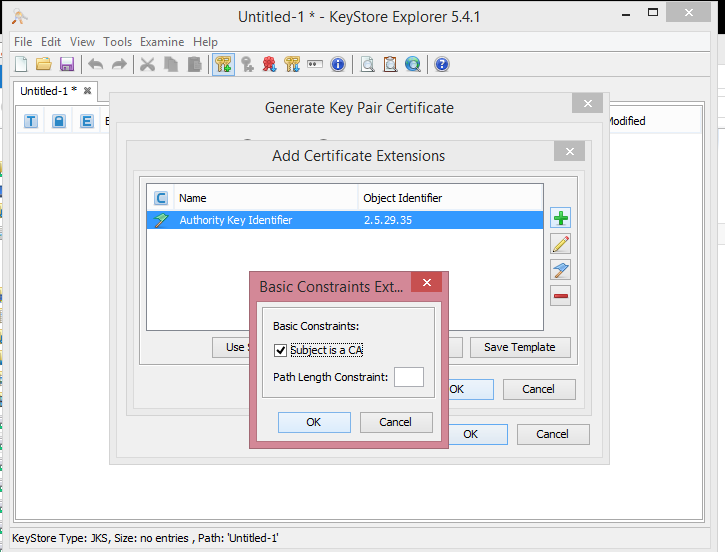 Untitled-1 * - KeyStore Explorer 5.4.1
File Edit View Tools Examine Help
Untitled-1 *
T E Modified
Generate Key Pair Certificate
Add Certificate Extensions
C Name Object Identifier
Authority Key Identifier 2.5.29.35
Basic Constraints Ext...
Basic Constraints:
Subject is a CA
Path Length Constraint:
OK Cancel
Use Save Template
OK Cancel
OK Cancel
KeyStore Type: JKS, Size: no entries , Path: 'Untitled-1'